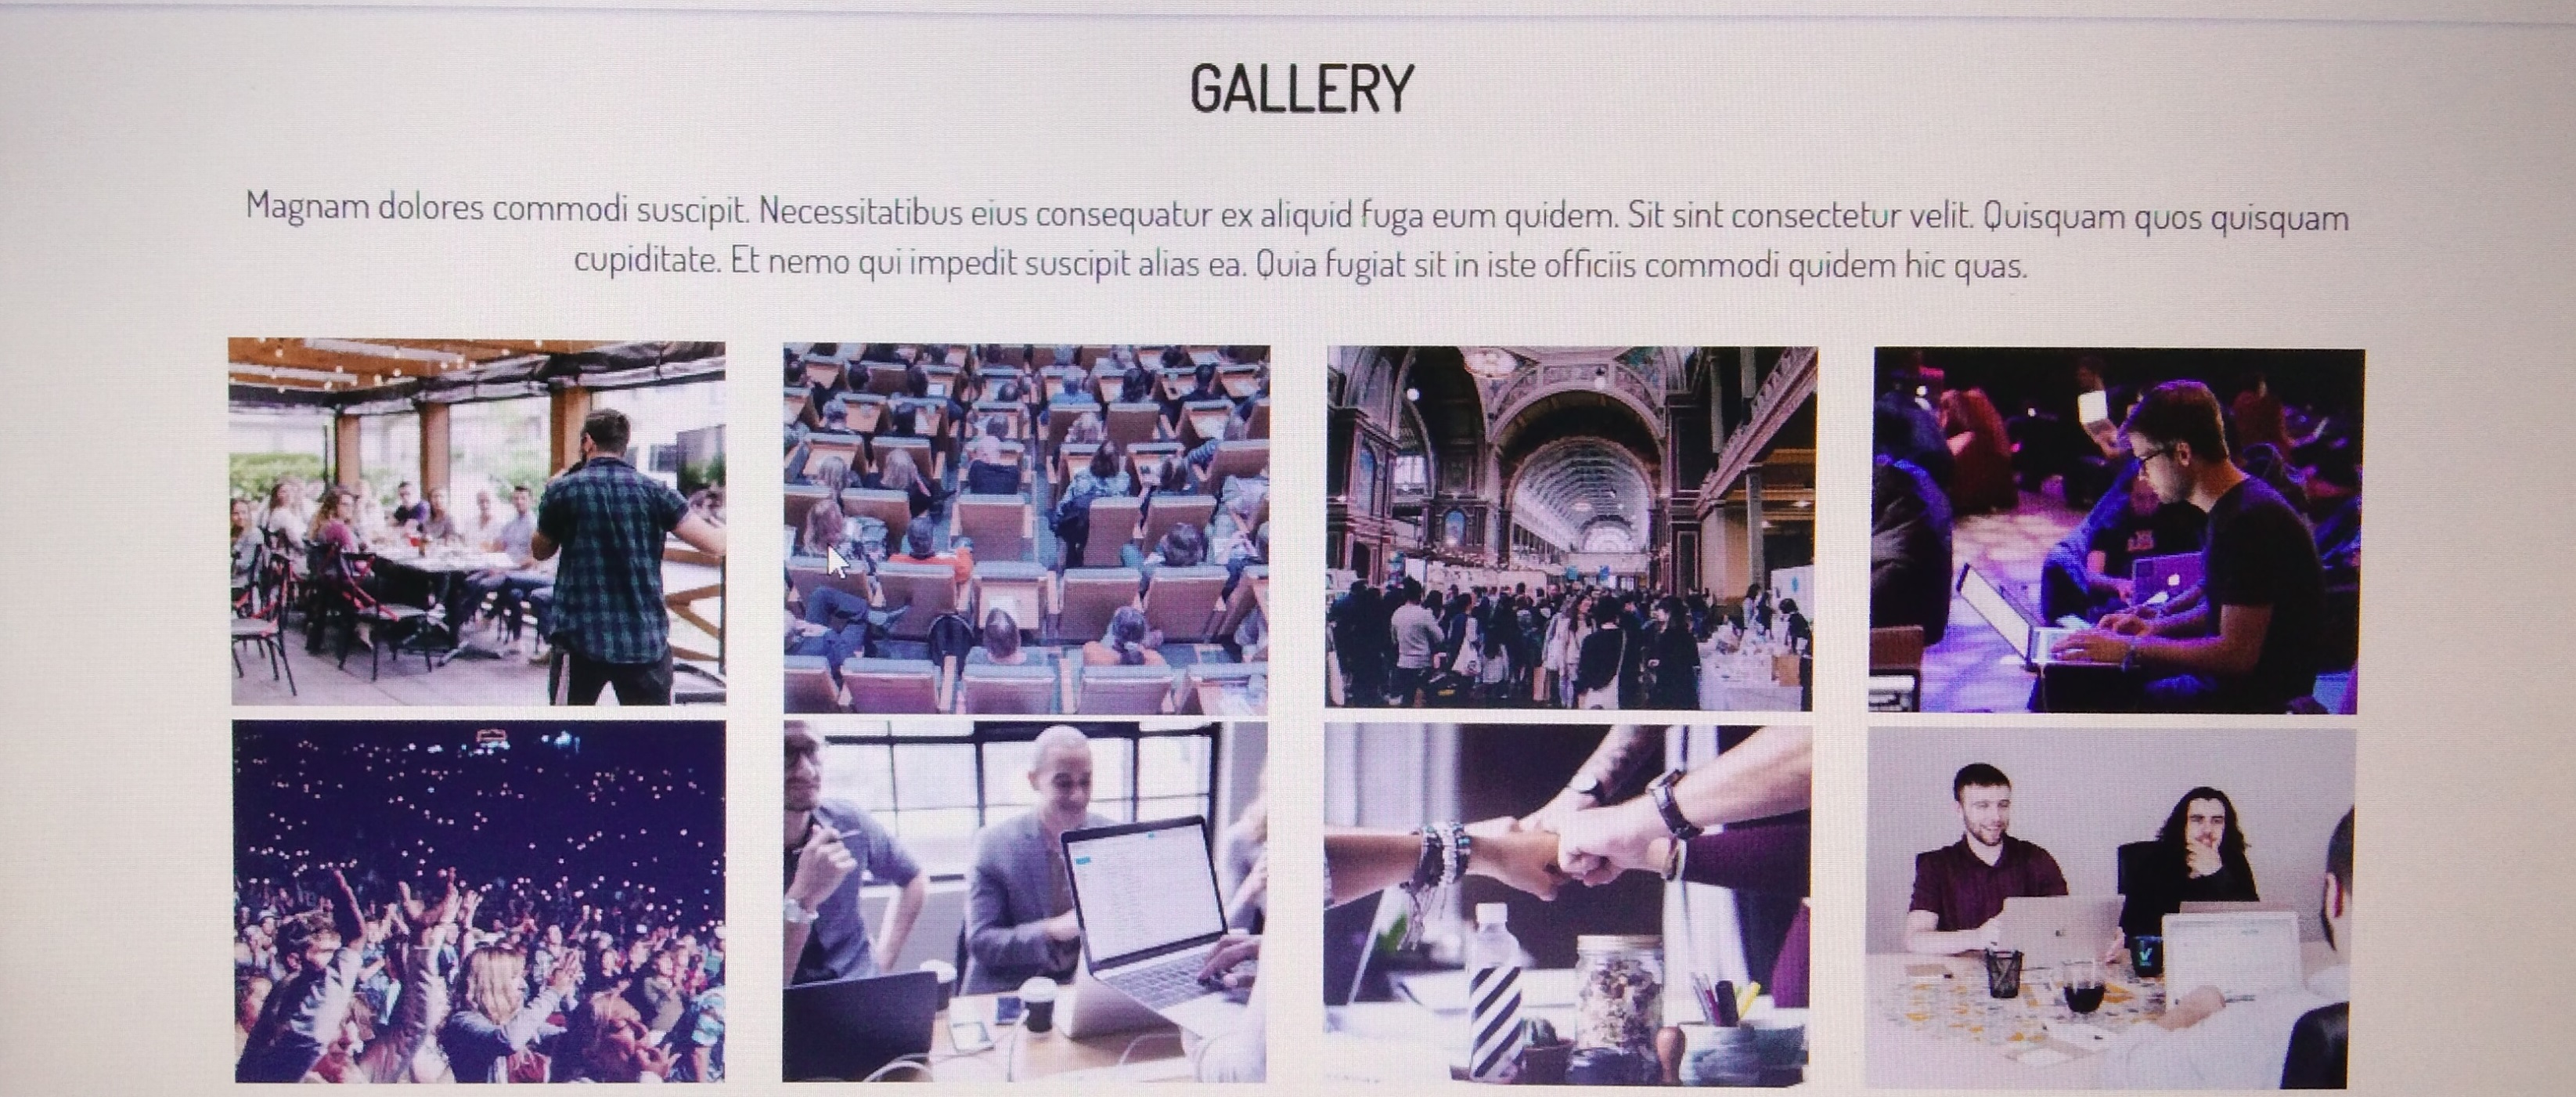 GALLERY
Magnam dolores commodi suscipit. Necessitatibus eius consequatur ex aliquid fuga eum quidem. Sit sint consectetur velit. Quisquam quos quisquam
cupiditate. Et nemo qui impedit suscipit alias ea. Quia fugiat sit in iste officiis commodi quidem hic quas.